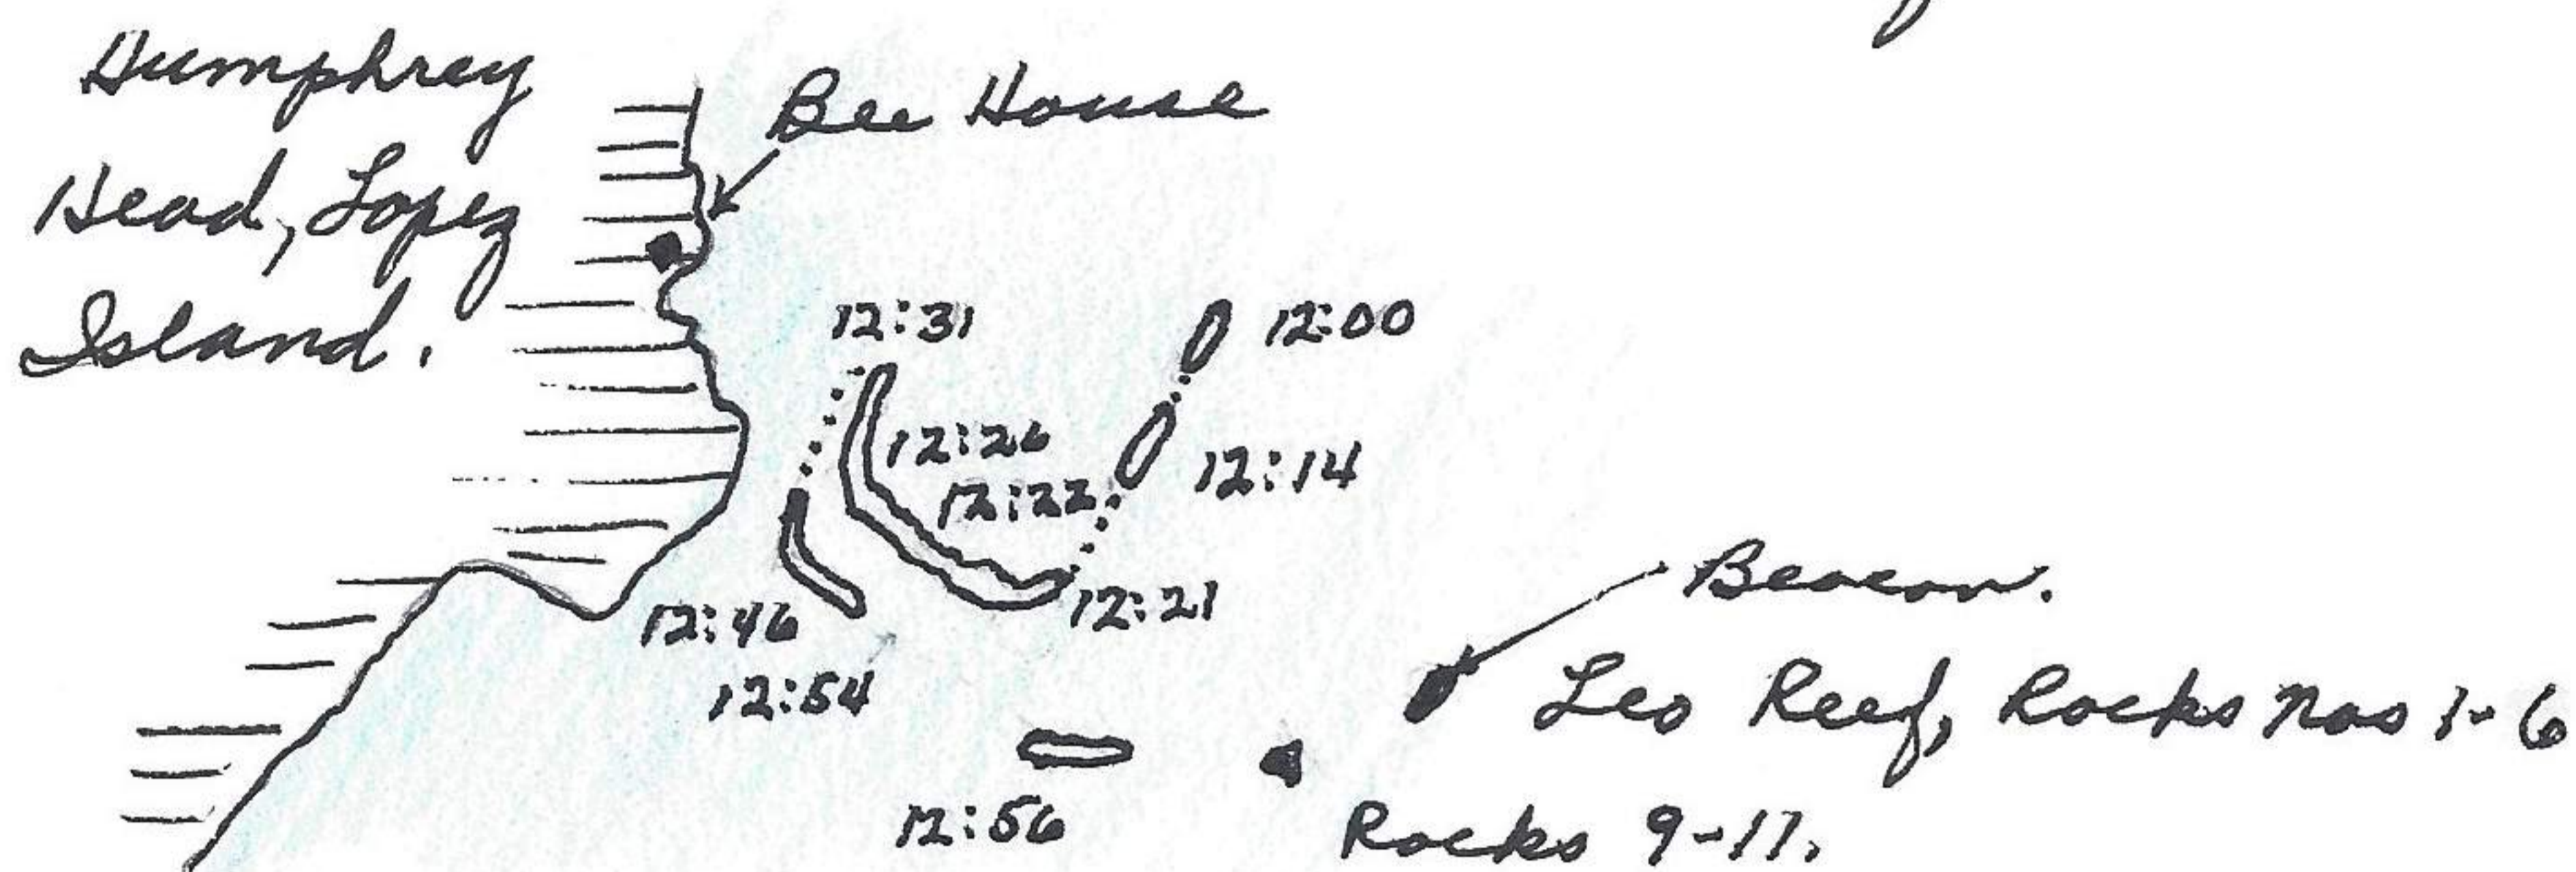 Humphrey
Head, Lopez
Island.
Bee House
12:31
12:00
12:26
12:22
12:14
12:21
12:46
12:54
12:56
Beacon.
Leo Reef, Rocks Nos 1-6
Rocks 9-11.